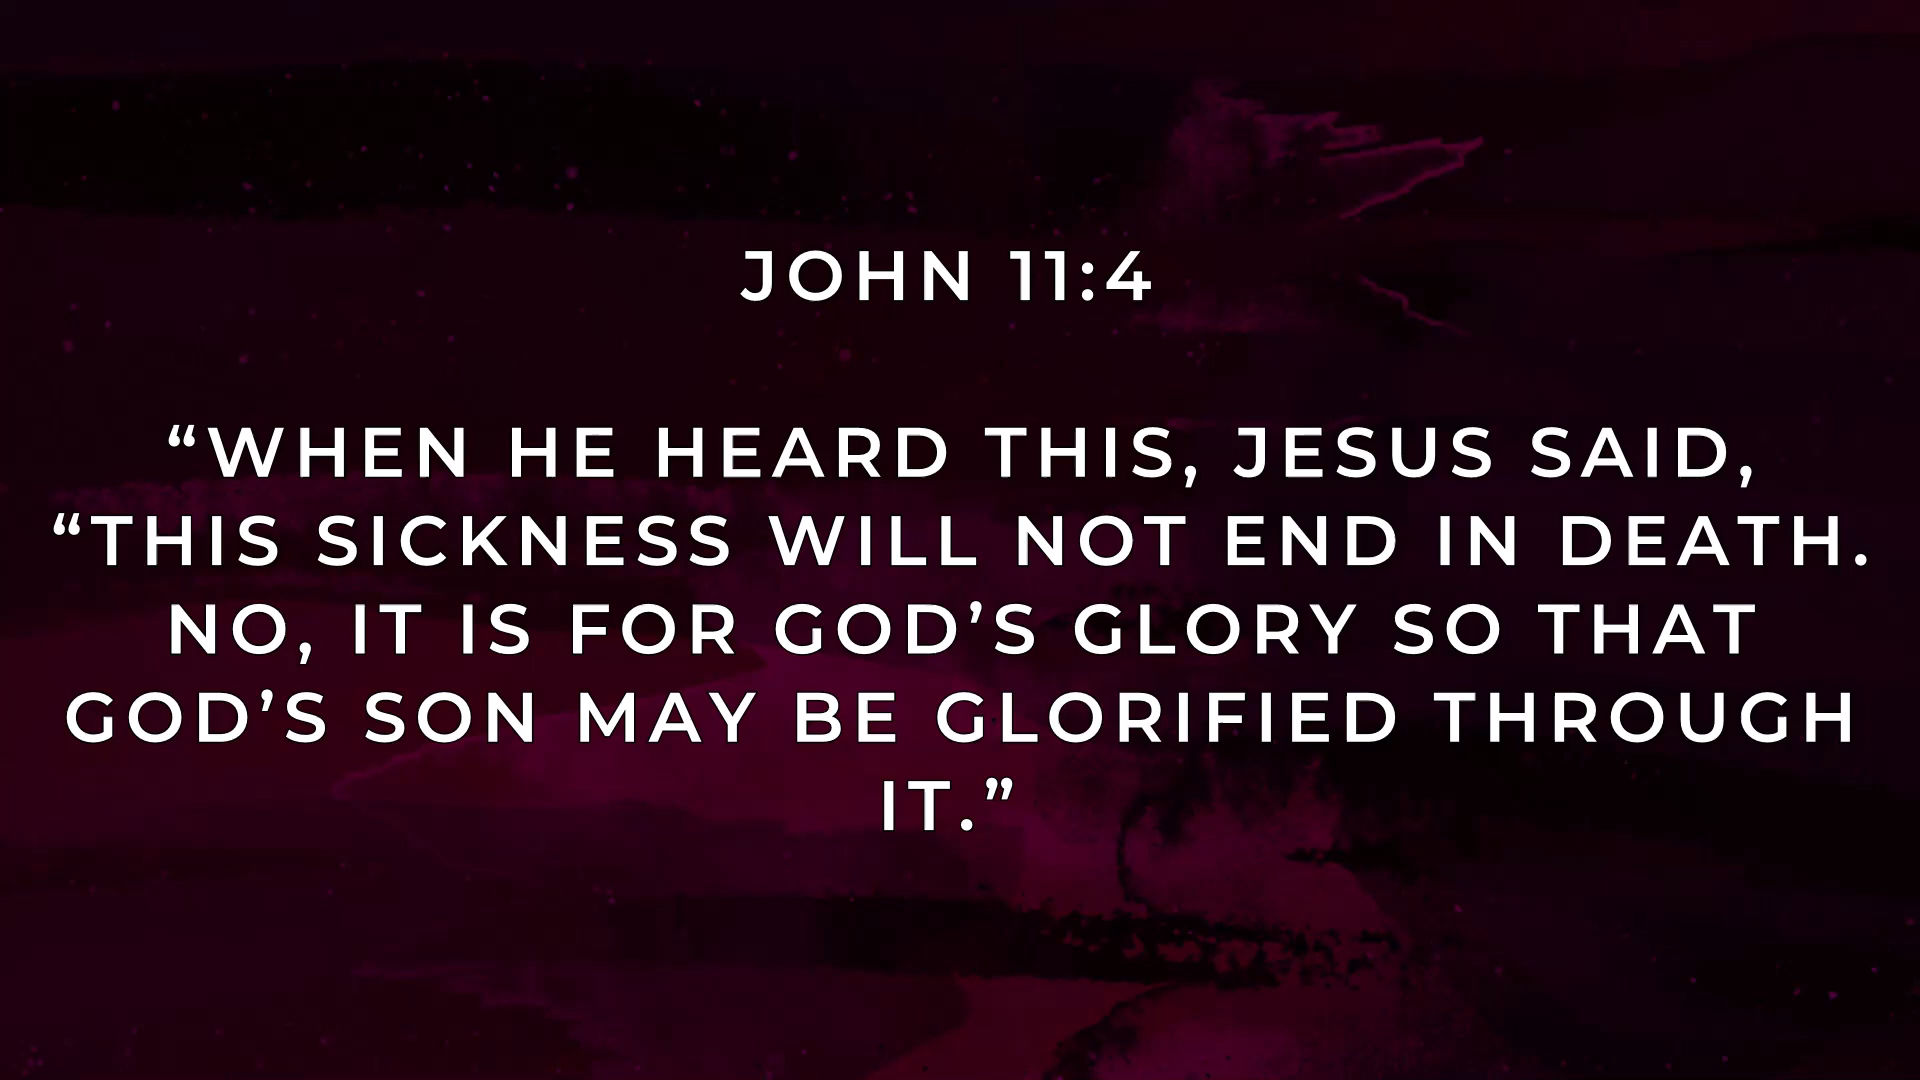 JOHN 11:4
“WHEN HE HEARD THIS, JESUS SAID,
“THIS SICKNESS WILL NOT END IN DEATH.
NO, IT IS FOR GOD’S GLORY SO THAT
GOD’S SON MAY BE GLORIFIED THROUGH
IT.”